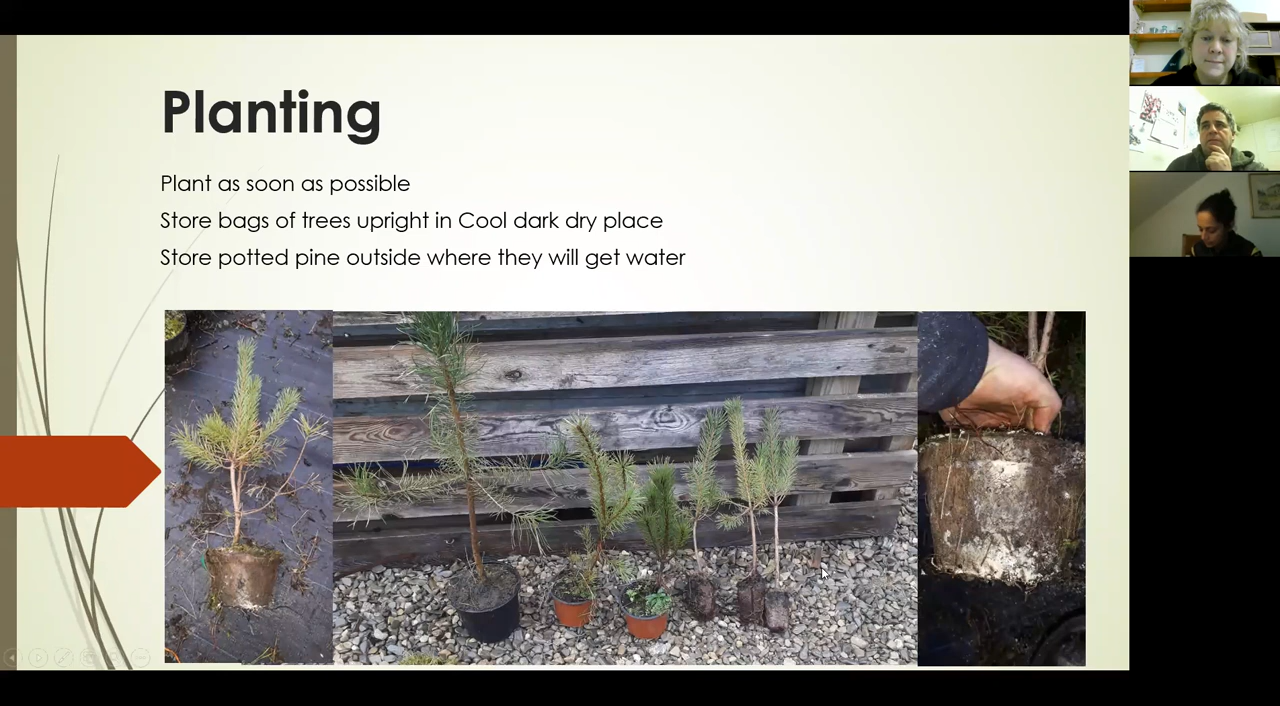 Planting
Plant as soon as possible
Store bags of trees upright in Cool dark dry place
Store potted pine outside where they will get water